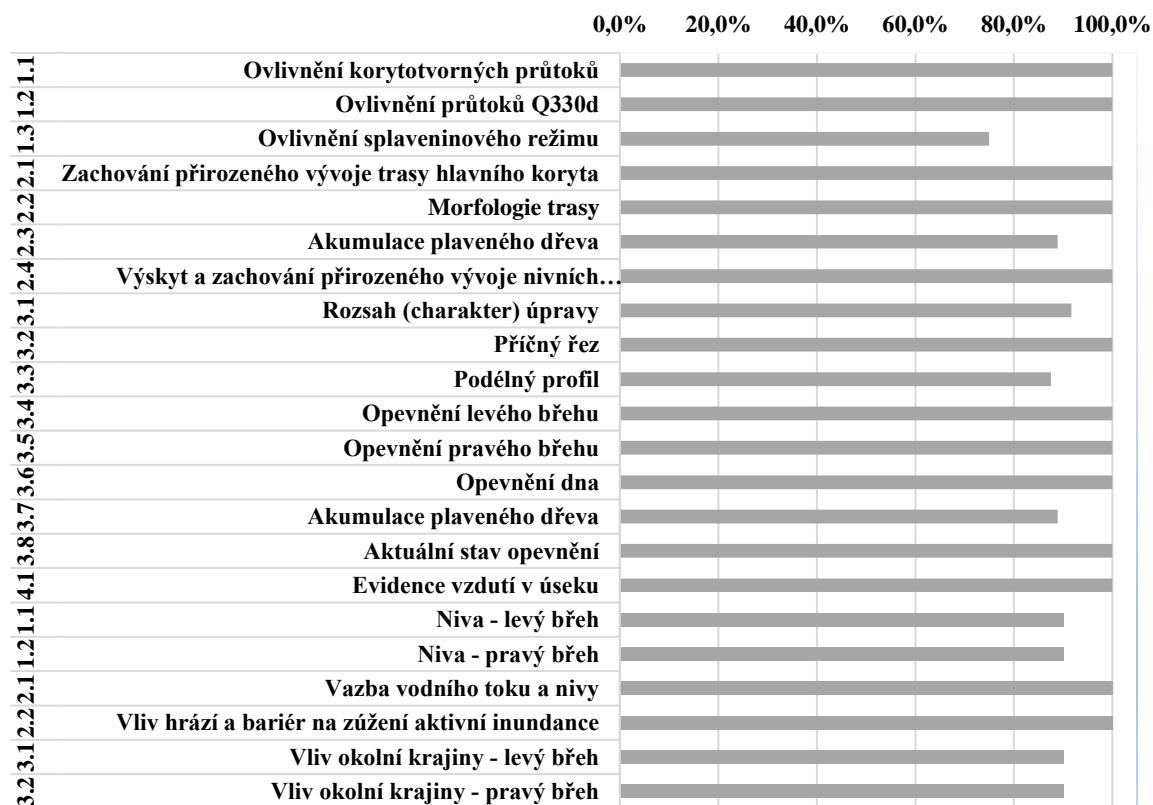 0,0% 20,0% 40,0% 60,0% 80,0% 100,0%
1.1 Ovlivnění korytotvorných průtoků
1.2 Ovlivnění průtoků Q330d
1.3 Ovlivnění splaveninového režimu
2.1 Zachování přirozeného vývoje trasy hlavního koryta
2.2 Morfologie trasy
2.3 Akumulace plaveného dřeva
2.4 Výskyt a zachování přirozeného vývoje nivních…
3.1 Rozsah (charakter) úpravy
3.2 Příčný řez
3.3 Podélný profil
3.4 Opevnění levého břehu
3.5 Opevnění pravého břehu
3.6 Opevnění dna
3.7 Akumulace plaveného dřeva
3.8 Aktuální stav opevnění
4.1 Evidence vzdutí v úseku
1.1 Niva - levý břeh
1.2 Niva - pravý břeh
2.1 Vazba vodního toku a nivy
2.2 Vliv hrází a bariér na zúžení aktivní inundance
3.1 Vliv okolní krajiny - levý břeh
3.2 Vliv okolní krajiny - pravý břeh